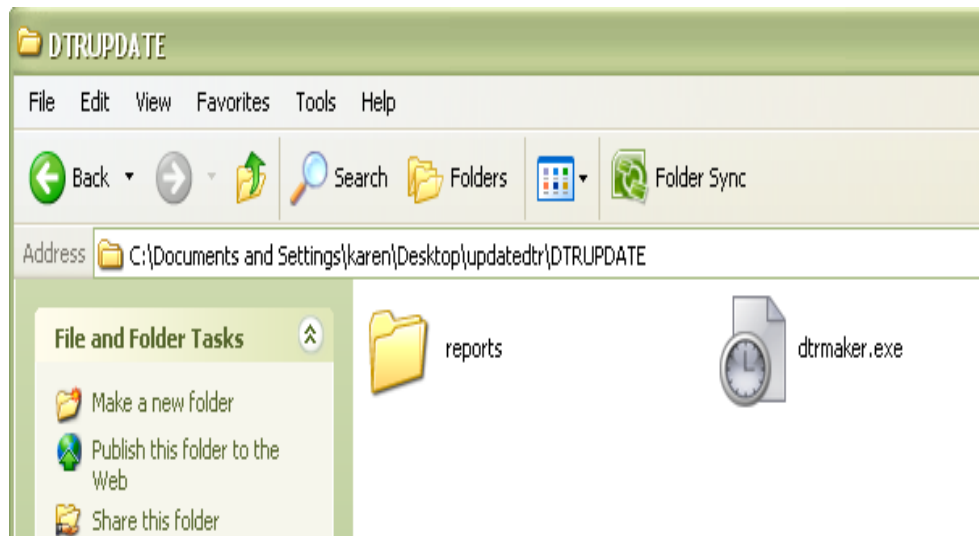 DTRUPDATE
File Edit View Favorites Tools Help
Back Search Folders Folder Sync
Address C:\Documents and Settings\karen\Desktop\updatedtr\DTRUPDATE
File and Folder Tasks
Make a new folder
Publish this folder to the
Web
Share this folder
reports
dtrmaker.exe